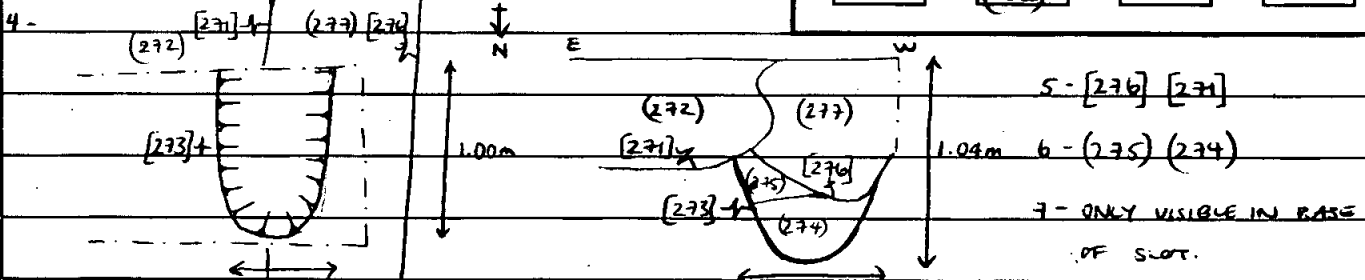 4 -
[271] (277) [276]
(272)
N
E W
5 - [276] [271]
(272) (277)
[273] 1.00m [271] 1.04m 6 - (275) (274)
(275) [276]
[273] (274) 7 - ONLY VISIBLE IN BASE
OF SLOT.